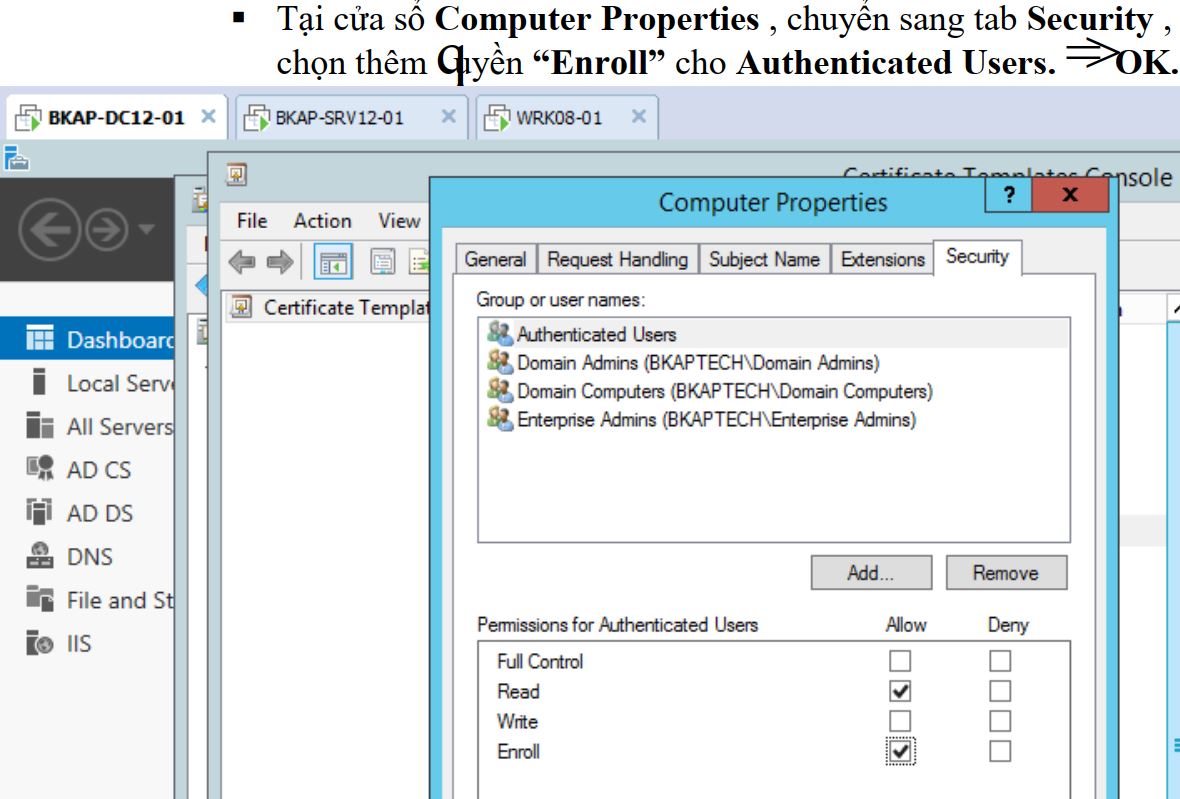 ▪ Tại cửa sổ Computer Properties , chuyển sang tab Security ,
chọn thêm quyền “Enroll” cho Authenticated Users. ⇒ OK.
BKAP-DC12-01
BKAP-SRV12-01
WRK08-01
Certificate Templates Console
Computer Properties
?
X
File Action View
General Request Handling Subject Name Extensions Security
Certificate Templat
Group or user names:
Authenticated Users
Domain Admins (BKAPTECH\Domain Admins)
Domain Computers (BKAPTECH\Domain Computers)
Enterprise Admins (BKAPTECH\Enterprise Admins)
Add... Remove
Permissions for Authenticated Users Allow Deny
Full Control
Read
Write
Enroll
Dashboard
Local Serve
All Servers
AD CS
AD DS
DNS
File and St
IIS